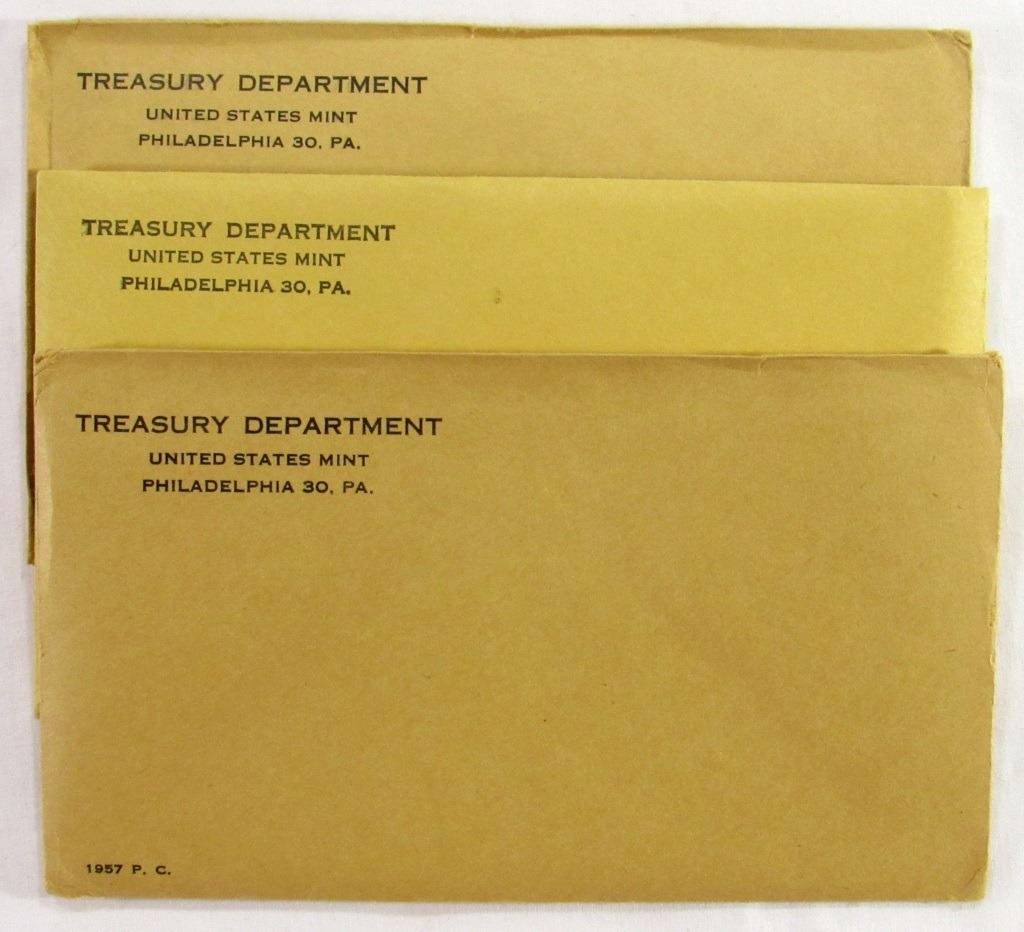 TREASURY DEPARTMENT
UNITED STATES MINT
PHILADELPHIA 30, PA.
TREASURY DEPARTMENT
UNITED STATES MINT
PHILADELPHIA 30, PA.
TREASURY DEPARTMENT
UNITED STATES MINT
PHILADELPHIA 30, PA.
1957 P. C.